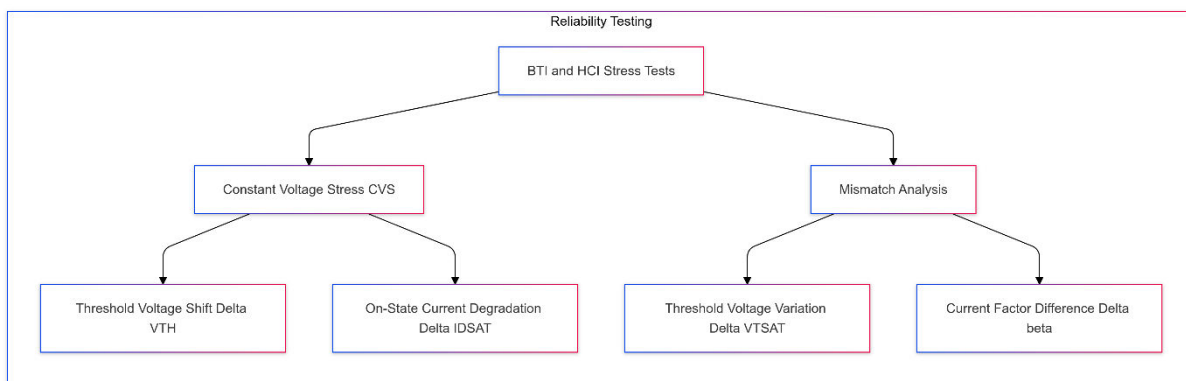 Reliability Testing
BTI and HCI Stress Tests
Constant Voltage Stress CVS
Mismatch Analysis
Threshold Voltage Shift Delta
VTH
On-State Current Degradation
Delta IDSAT
Threshold Voltage Variation
Delta VTSAT
Current Factor Difference Delta
beta